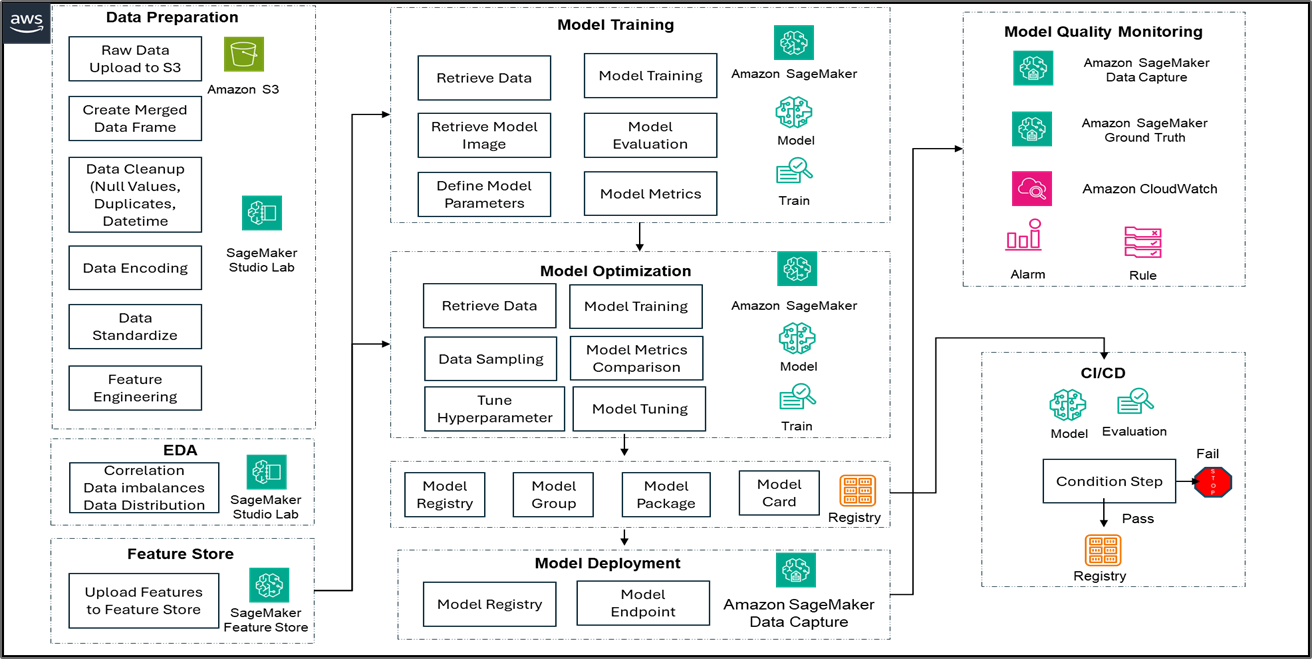 aws
Data Preparation
Raw Data
Upload to S3
Amazon S3
Create Merged
Data Frame
Data Cleanup
(Null Values,
Duplicates,
Datetime
SageMaker
Studio Lab
Data Encoding
Data
Standardize
Feature
Engineering
EDA
Correlation
Data imbalances
Data Distribution
SageMaker
Studio Lab
Feature Store
Upload Features
to Feature Store
SageMaker
Feature Store
Model Training
Retrieve Data
Model Training
Amazon SageMaker
Retrieve Model
Image
Model
Evaluation
Model
Define Model
Parameters
Model Metrics
Train
Model Optimization
Retrieve Data
Model Training
Amazon SageMaker
Data Sampling
Model Metrics
Comparison
Model
Tune
Hyperparameter
Model Tuning
Train
Model
Registry
Model
Group
Model
Package
Model
Card
Registry
Model Deployment
Model Registry
Model
Endpoint
Amazon SageMaker
Data Capture
Model Quality Monitoring
Amazon SageMaker
Data Capture
Amazon SageMaker
Ground Truth
Amazon CloudWatch
Alarm
Rule
CI/CD
Model
Evaluation
Condition Step
Fail
STOP
Pass
Registry